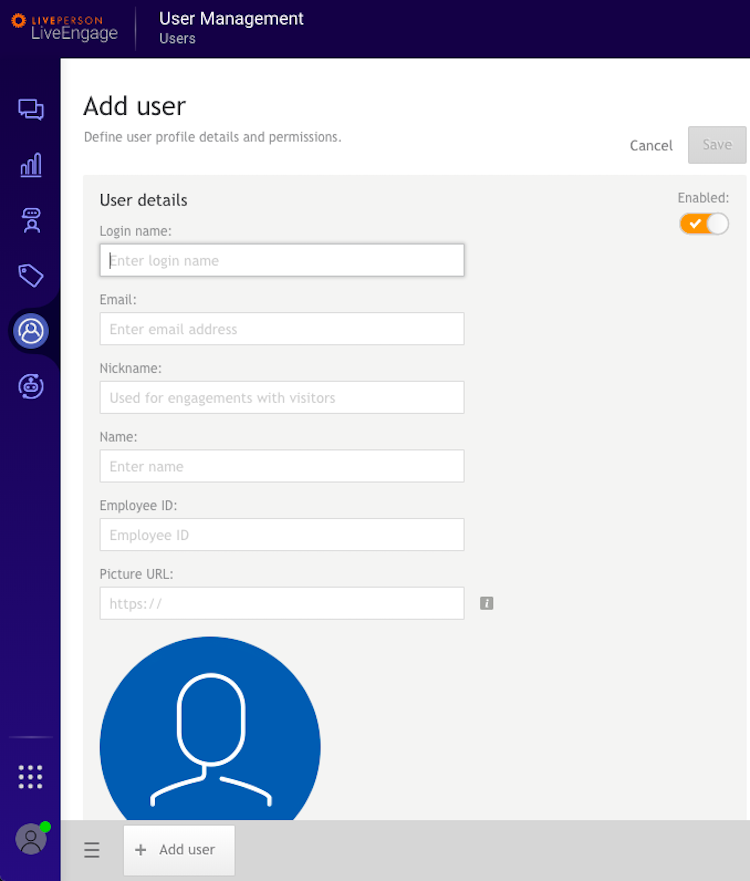 LIVEPERSON
LiveEngage
User Management
Users
Add user
Define user profile details and permissions.
Cancel
Save
User details
Enabled:
Login name:
Enter login name
Email:
Enter email address
Nickname:
Used for engagements with visitors
Name:
Enter name
Employee ID:
Employee ID
Picture URL:
https://
i
+ Add user